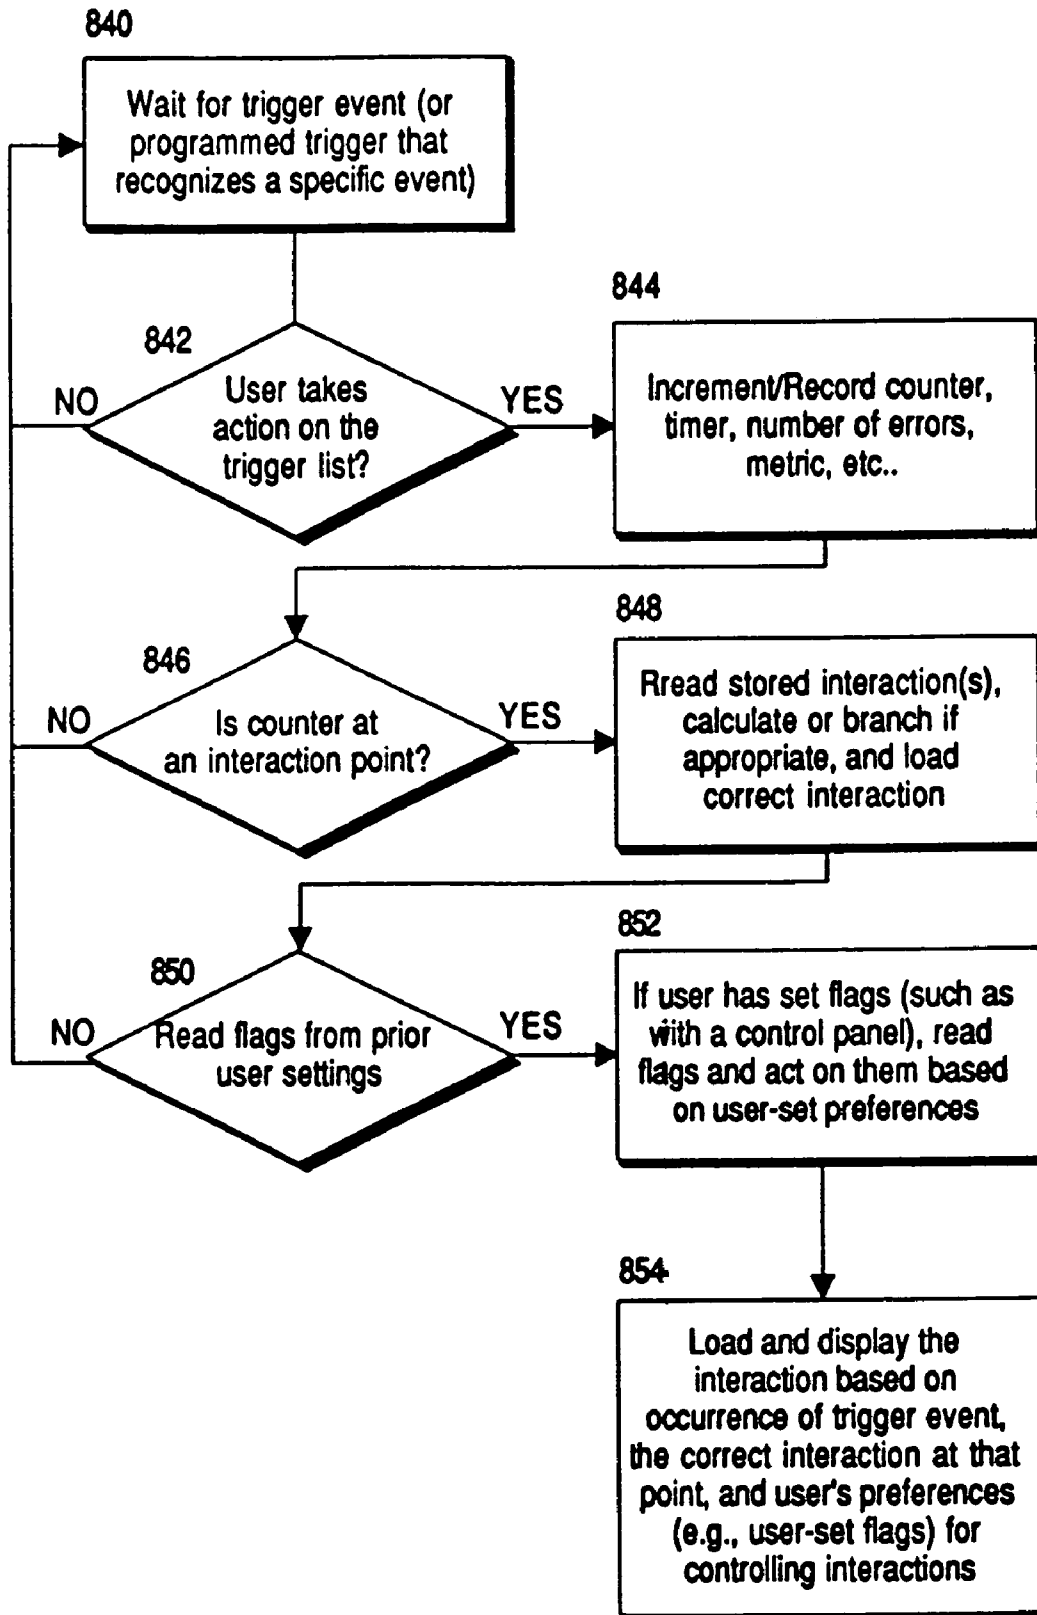 840
Wait for trigger event (or
programmed trigger that
recognizes a specific event)
842
User takes
action on the
trigger list?
NO
YES
844
Increment/Record counter,
timer, number of errors,
metric, etc..
846
Is counter at
an interaction point?
NO
YES
848
Rread stored interaction(s),
calculate or branch if
appropriate, and load
correct interaction
850
Read flags from prior
user settings
NO
YES
852
If user has set flags (such as
with a control panel), read
flags and act on them based
on user-set preferences
854
Load and display the
interaction based on
occurrence of trigger event,
the correct interaction at that
point, and user's preferences
(e.g., user-set flags) for
controlling interactions